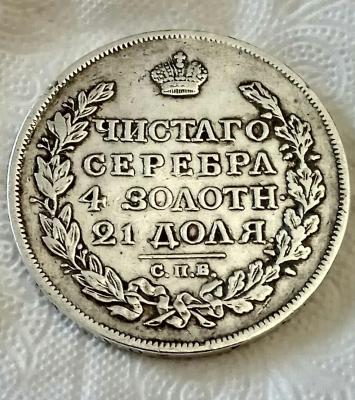 ЧИСТАГО
СЕРЕБРА
4 ЗОЛОТН·
21 ДОЛЯ
С.П.Б.